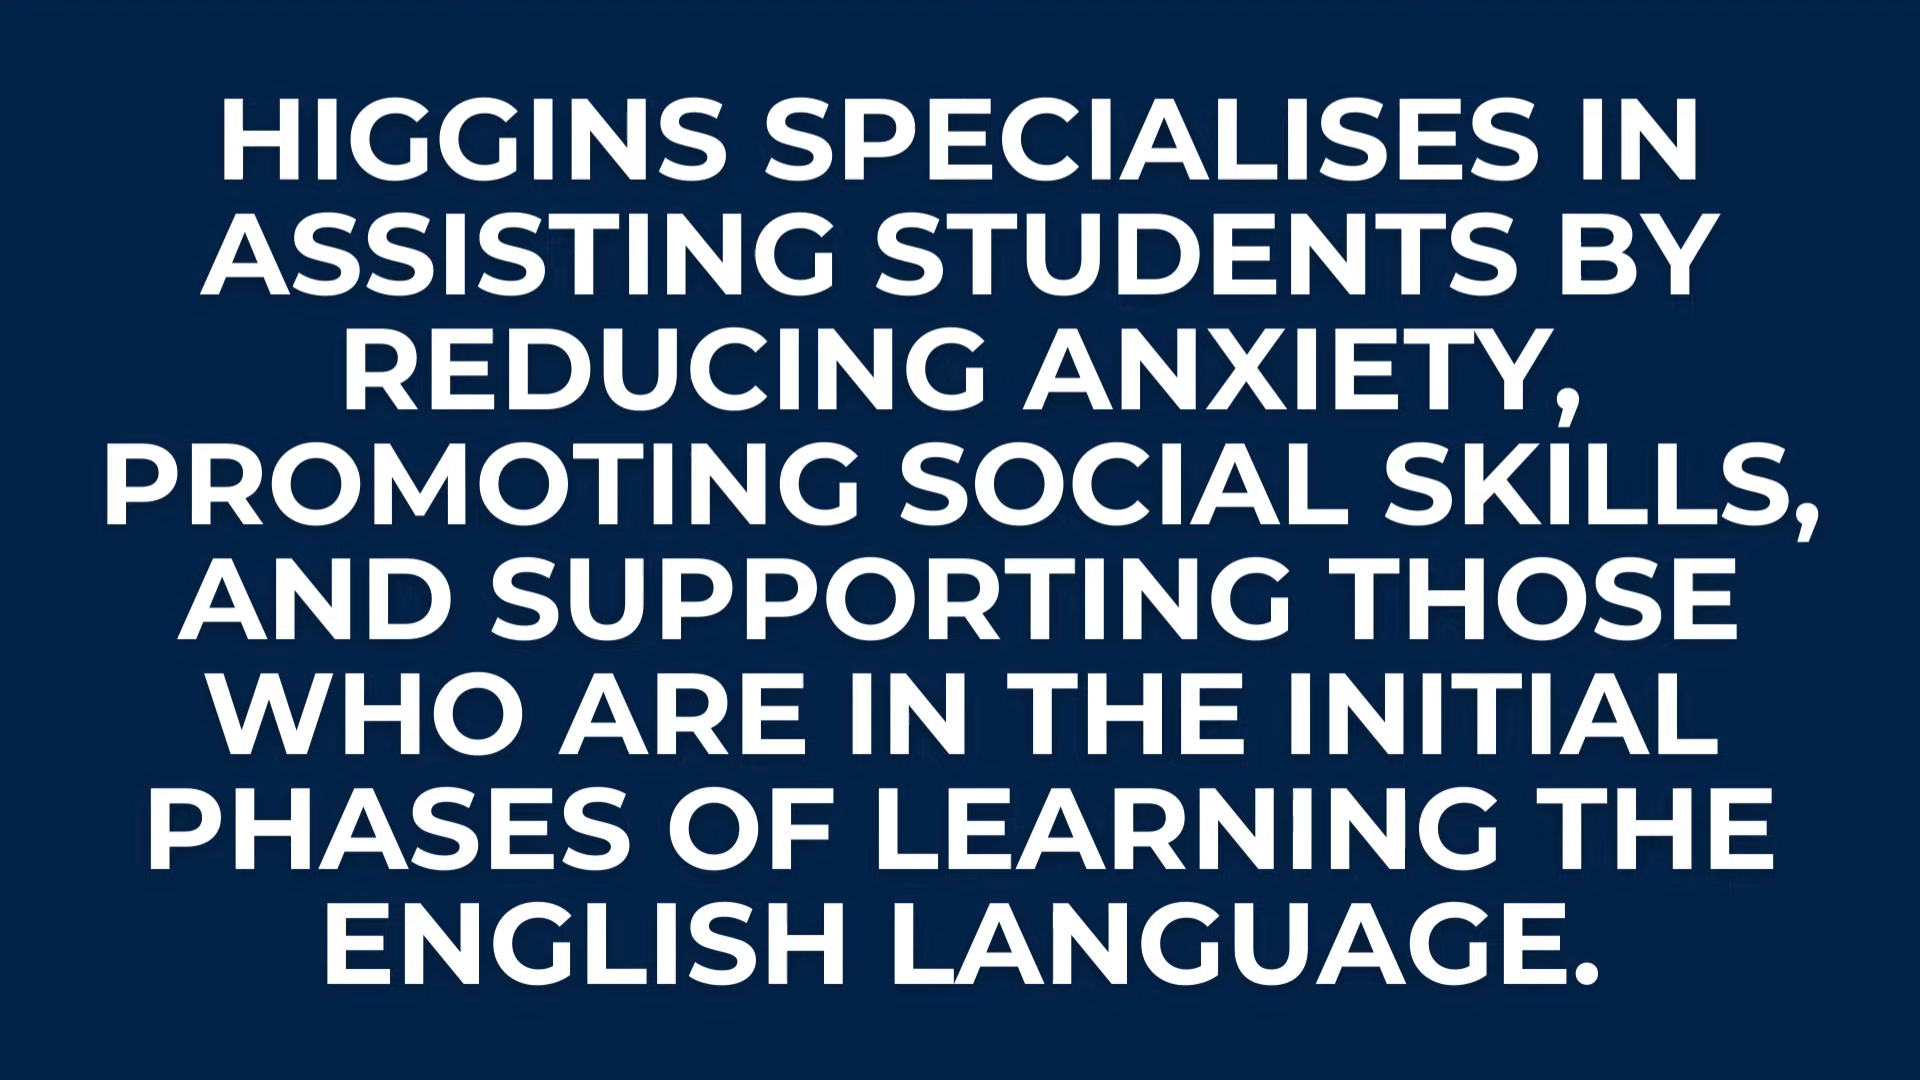 HIGGINS SPECIALISES IN
ASSISTING STUDENTS BY
REDUCING ANXIETY,
PROMOTING SOCIAL SKILLS,
AND SUPPORTING THOSE
WHO ARE IN THE INITIAL
PHASES OF LEARNING THE
ENGLISH LANGUAGE.